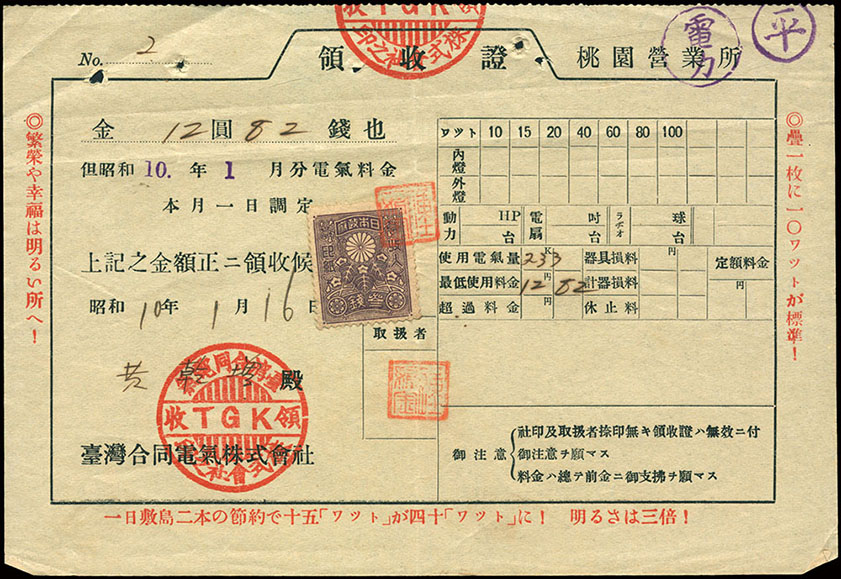 No. 2
領收證
桃園營業所
電力
平
金 12圓82錢也
但昭和10.年1月分電氣料金
本月一日調定
上記之金額正ニ領收候
昭和10年1月16日
黃 殿
臺灣合同電氣株式會社
收TGK領
取扱者
ワット 10 15 20 40 60 80 100
內燈
外燈
動力 HP 台 電扇 吋 台 ラヂオ 球
使用電氣量 233 器具損料 定額料金
最低使用料金 12 82 計器損料 円
超過料金 休止料
御注意
社印及取扱者捺印無キ領收證ハ無效ニ付
御注意ヲ願マス
料金ハ總テ前金ニ御支拂ヲ願マス
◎繁榮や幸福は明るい所へ!
◎疊一枚に一〇ワットが標準!
一日敷島二本の節約で十五「ワット」が四十「ワット」に! 明るさは三倍!